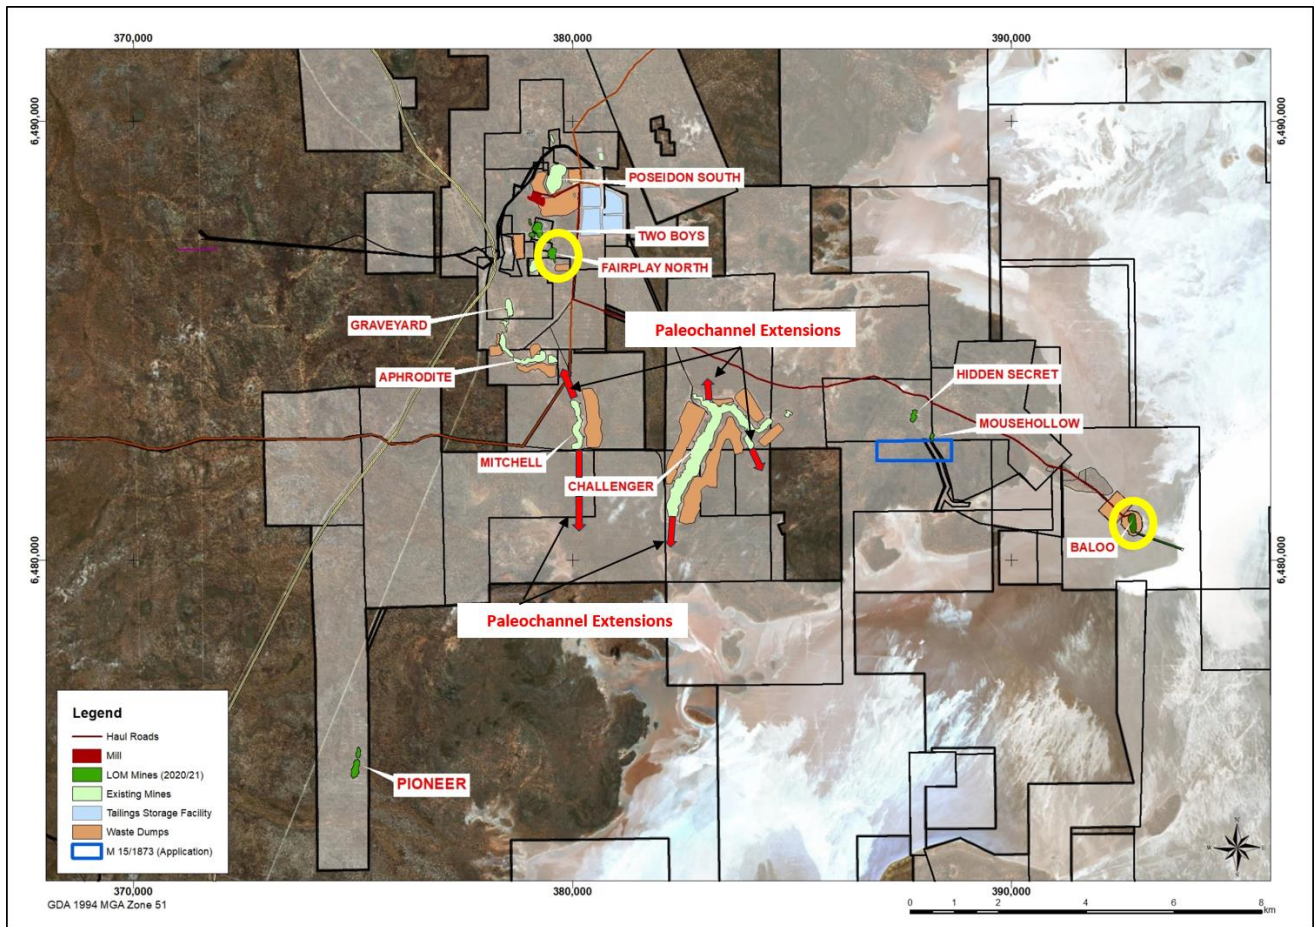 370,000
380,000
390,000
6,490,000
6,490,000
POSEIDON SOUTH
TWO BOYS
FAIRPLAY NORTH
GRAVEYARD
Paleochannel Extensions
APHRODITE
HIDDEN SECRET
MOUSEHOLLOW
MITCHELL
CHALLENGER
BALOO
6,480,000
6,480,000
Paleochannel Extensions
PIONEER
Legend
Haul Roads
Mill
LOM Mines (2020/21)
Existing Mines
Tailings Storage Facility
Waste Dumps
M 15/1873 (Application)
N
W
E
S
370,000
380,000
390,000
GDA 1994 MGA Zone 51
0 1 2 4 6 8
km